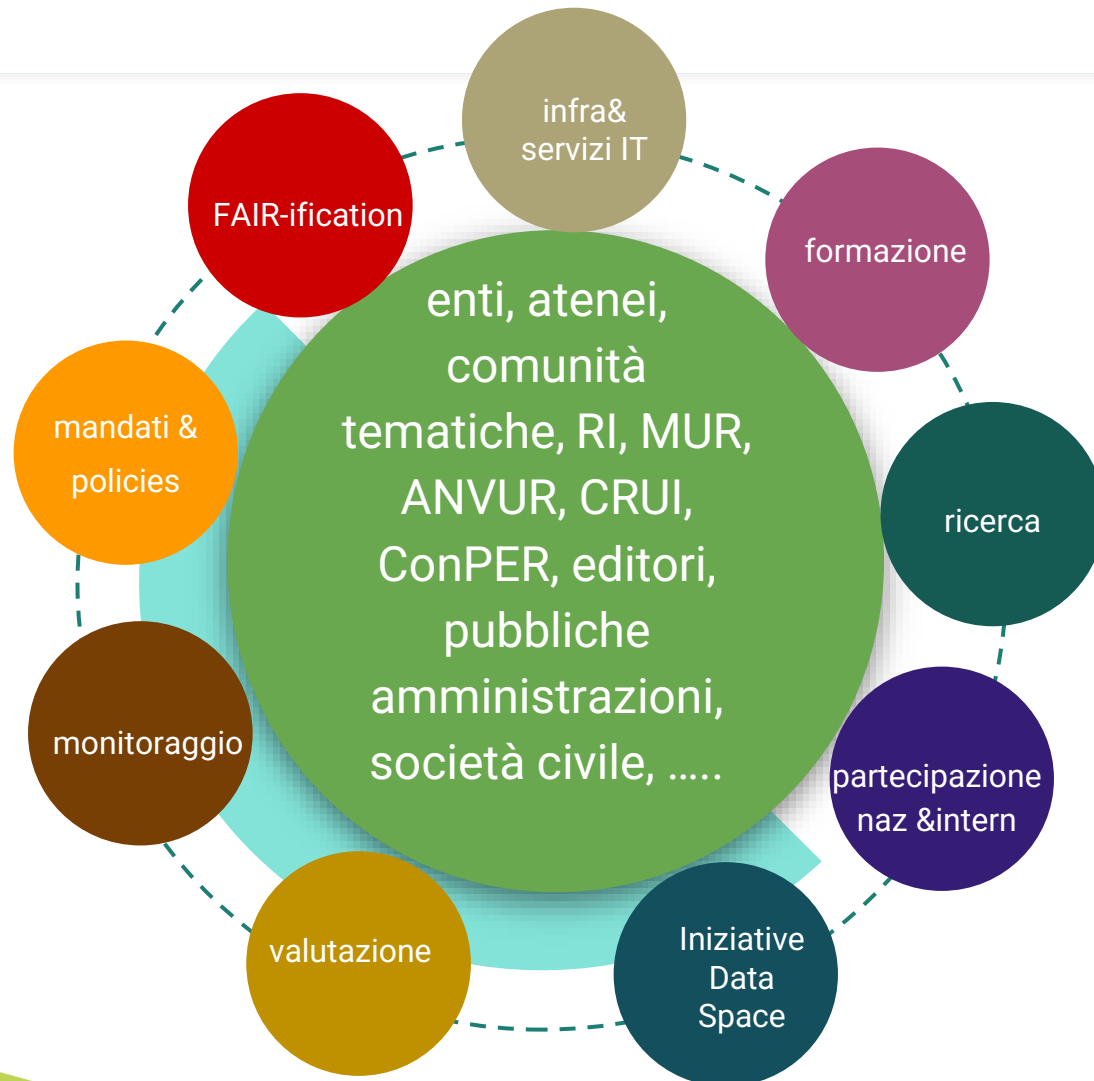 infra&
servizi IT
formazione
ricerca
partecipazione
naz &intern
Iniziative
Data
Space
valutazione
monitoraggio
mandati &
policies
FAIR-ification
enti, atenei,
comunità
tematiche, RI, MUR,
ANVUR, CRUI,
ConPER, editori,
pubbliche
amministrazioni,
società civile, .....